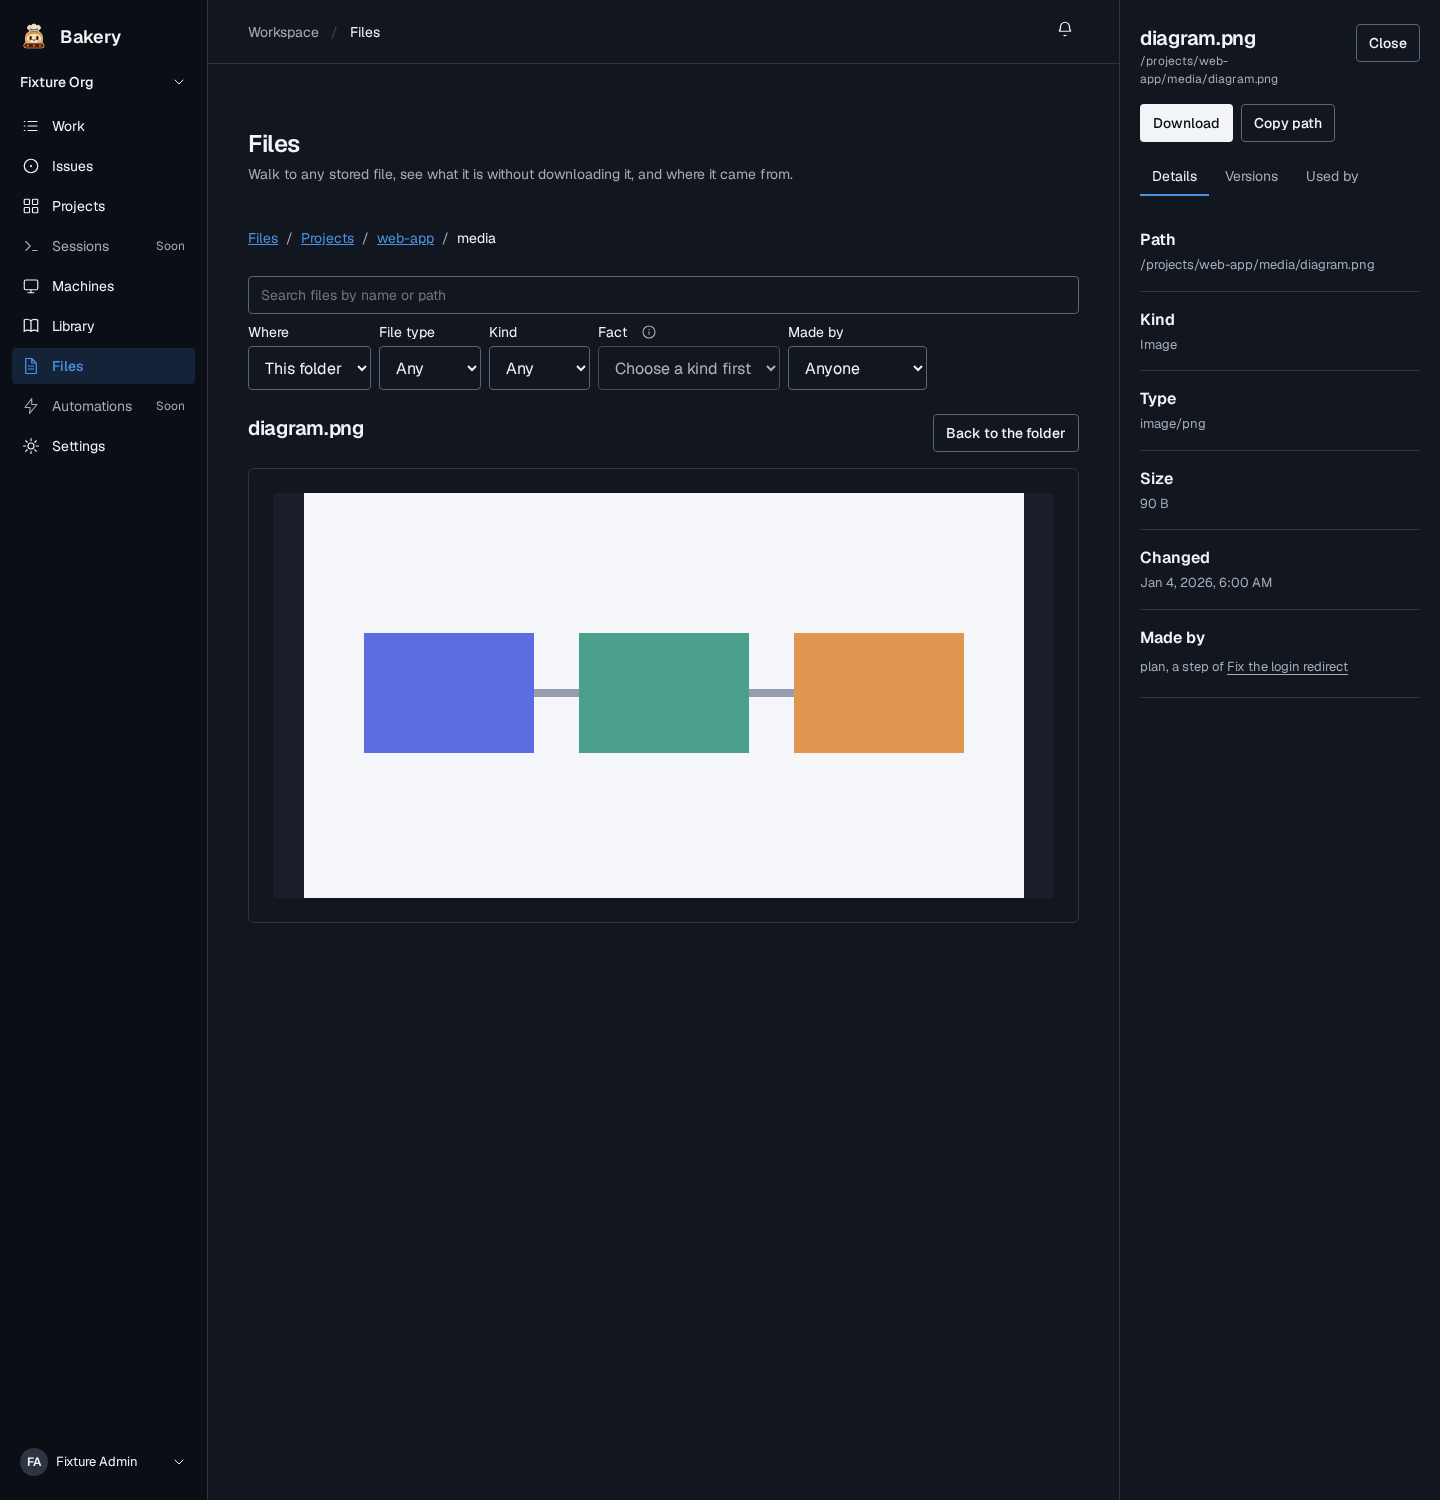 Bakery
Fixture Org
Work
Issues
Projects
Sessions Soon
Machines
Library
Files
Automations Soon
Settings
FA Fixture Admin
Workspace / Files
Files
Walk to any stored file, see what it is without downloading it, and where it came from.
Files / Projects / web-app / media
Search files by name or path
Where File type Kind Fact Made by
This folder Any Any Choose a kind first Anyone
diagram.png
Back to the folder
diagram.png
Close
/projects/web-
app/media/diagram.png
Download Copy path
Details Versions Used by
Path
/projects/web-app/media/diagram.png
Kind
Image
Type
image/png
Size
90 B
Changed
Jan 4, 2026, 6:00 AM
Made by
plan, a step of Fix the login redirect